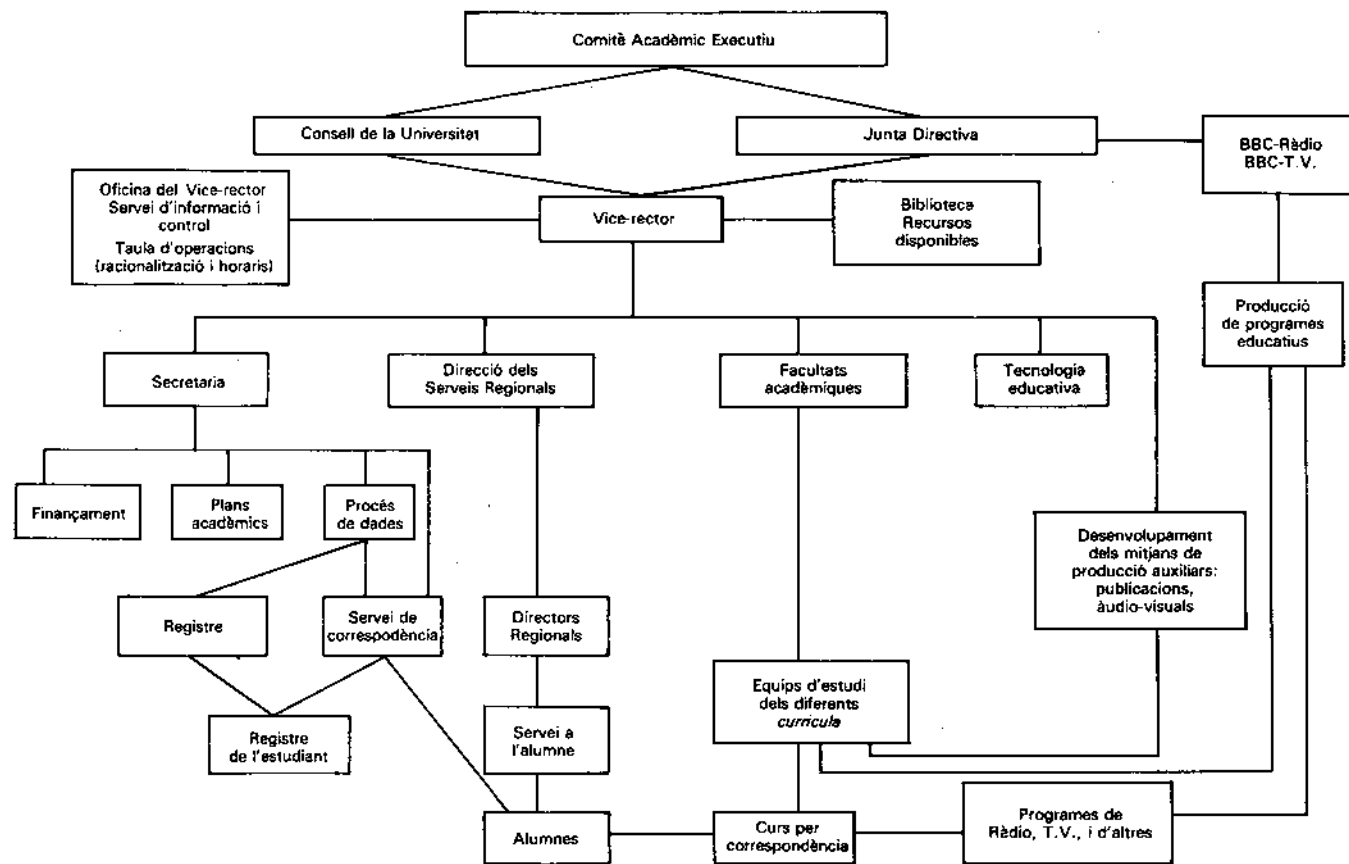 Comitè Acadèmic Executiu
Consell de la Universitat
Junta Directiva
BBC-Ràdio
BBC-T.V.
Oficina del Vice-rector
Servei d'informació i
control
Taula d'operacions
(racionalització i horaris)
Vice-rector
Biblioteca
Recursos
disponibles
Producció
de programes
educatius
Secretaria
Direcció dels
Serveis Regionals
Facultats
acadèmiques
Tecnologia
educativa
Finançament
Plans
acadèmics
Procés
de dades
Desenvolupament
dels mitjans de
producció auxiliars:
publicacions,
àudio-visuals
Registre
Servei de
correspodència
Directors
Regionals
Equips d'estudi
dels diferents
curricula
Registre
de l'estudiant
Servei a
l'alumne
Alumnes
Curs per
correspondència
Programes de
Ràdio, T.V., i d'altres